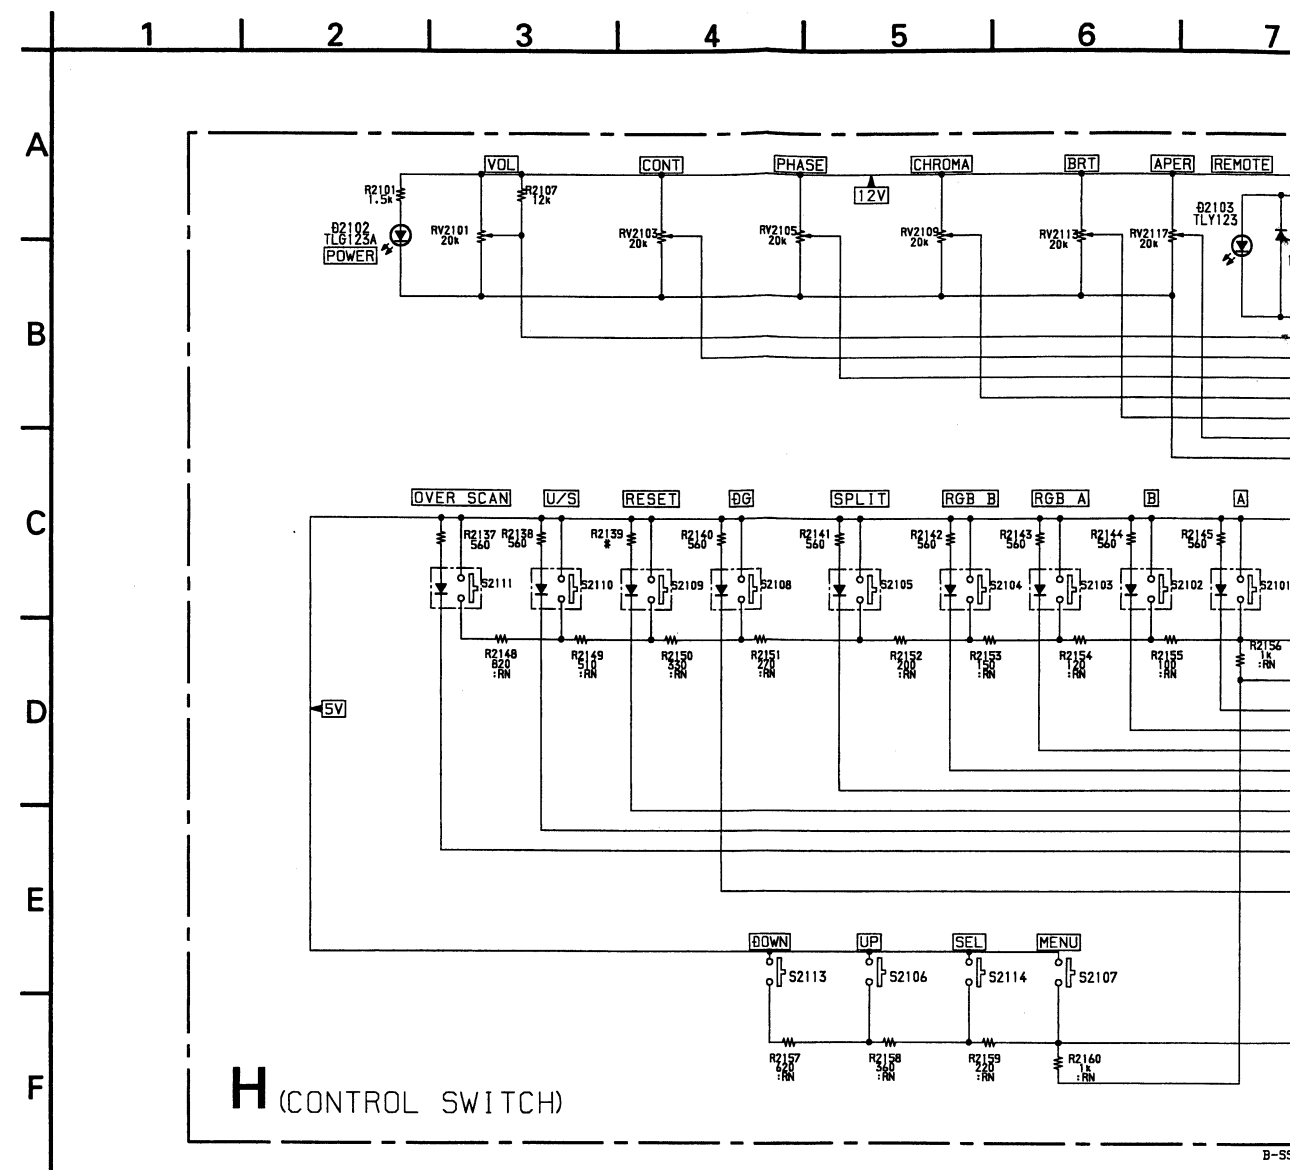 1 2 3 4 5 6 7
A
VOL CONT PHASE CHROMA BRT APER REMOTE
R2101 1.5k
R2107 12k
12V
D2102 TLG123A
POWER
RV2101 20k
RV2103 20k
RV2105 20k
RV2109 20k
RV2113 20k
RV2117 20k
D2103 TLY123
B
C
OVER SCAN U/S RESET DG SPLIT RGB B RGB A B A
R2137 560
R2138 560
R2139 *
R2140 560
R2141 560
R2142 560
R2143 560
R2144 560
R2145 560
S2111 S2110 S2109 S2108 S2105 S2104 S2103 S2102 S2101
R2148 820 :RN
R2149 510 :RN
R2150 330 :RN
R2151 270 :RN
R2152 200 :RN
R2153 150 :RN
R2154 120 :RN
R2155 100 :RN
R2156 1k :RN
D
5V
E
DOWN UP SEL MENU
S2113 S2106 S2114 S2107
R2157 620 :RN
R2158 360 :RN
R2159 220 :RN
R2160 1k :RN
F
H (CONTROL SWITCH)